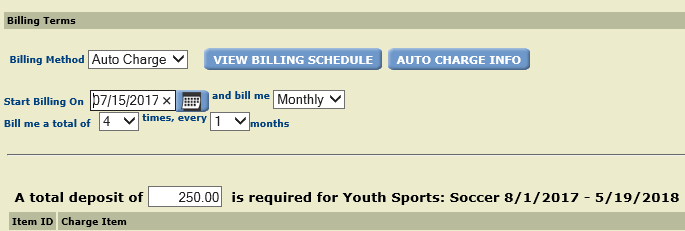 Billing Terms
Billing Method Auto Charge VIEW BILLING SCHEDULE AUTO CHARGE INFO
Start Billing On 07/15/2017 × and bill me Monthly
Bill me a total of 4 times, every 1 months
A total deposit of 250.00 is required for Youth Sports: Soccer 8/1/2017 - 5/19/2018
Item ID Charge Item